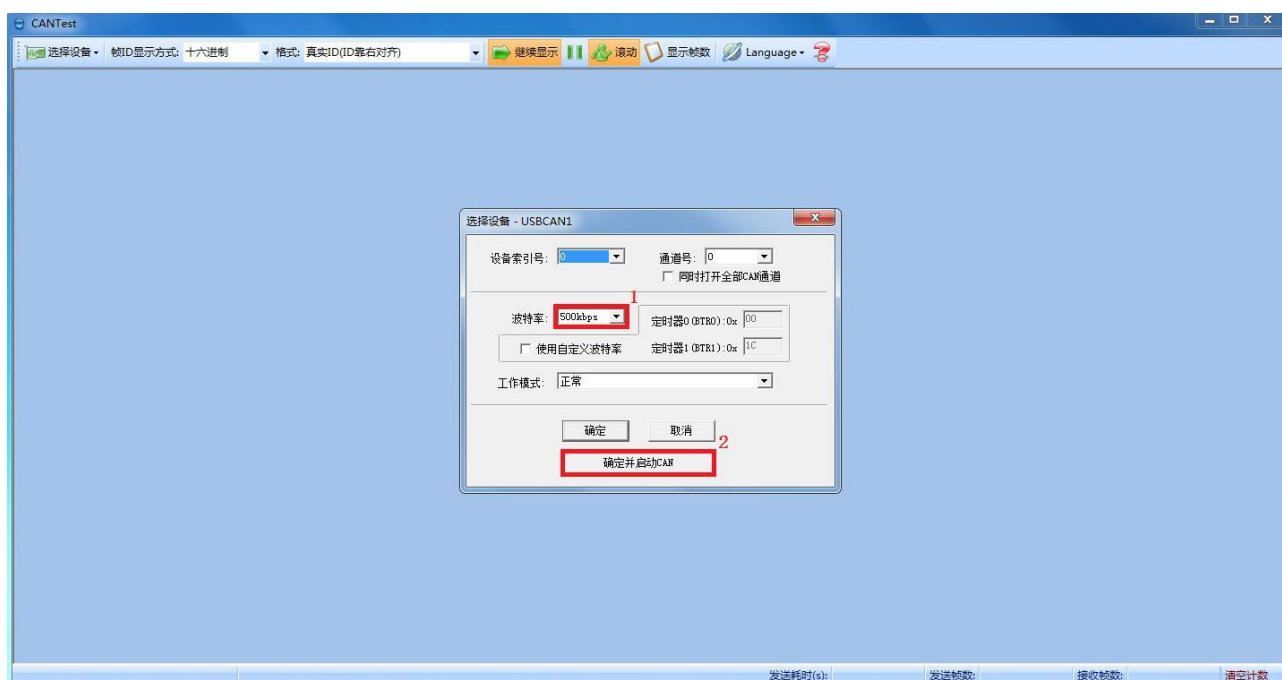 CANTest
选择设备 帧ID显示方式: 十六进制 格式: 真实ID(ID靠右对齐) 继续显示 滚动 显示帧数 Language
选择设备 - USBCAN1
设备索引号: 0 通道号: 0
同时打开全部CAN通道
1
波特率: 500kbps 定时器0(BTR0):0x 00
使用自定义波特率 定时器1(BTR1):0x 1C
工作模式: 正常
确定 取消
2
确定并启动CAN
发送耗时(s): 发送帧数: 接收帧数: 清空计数